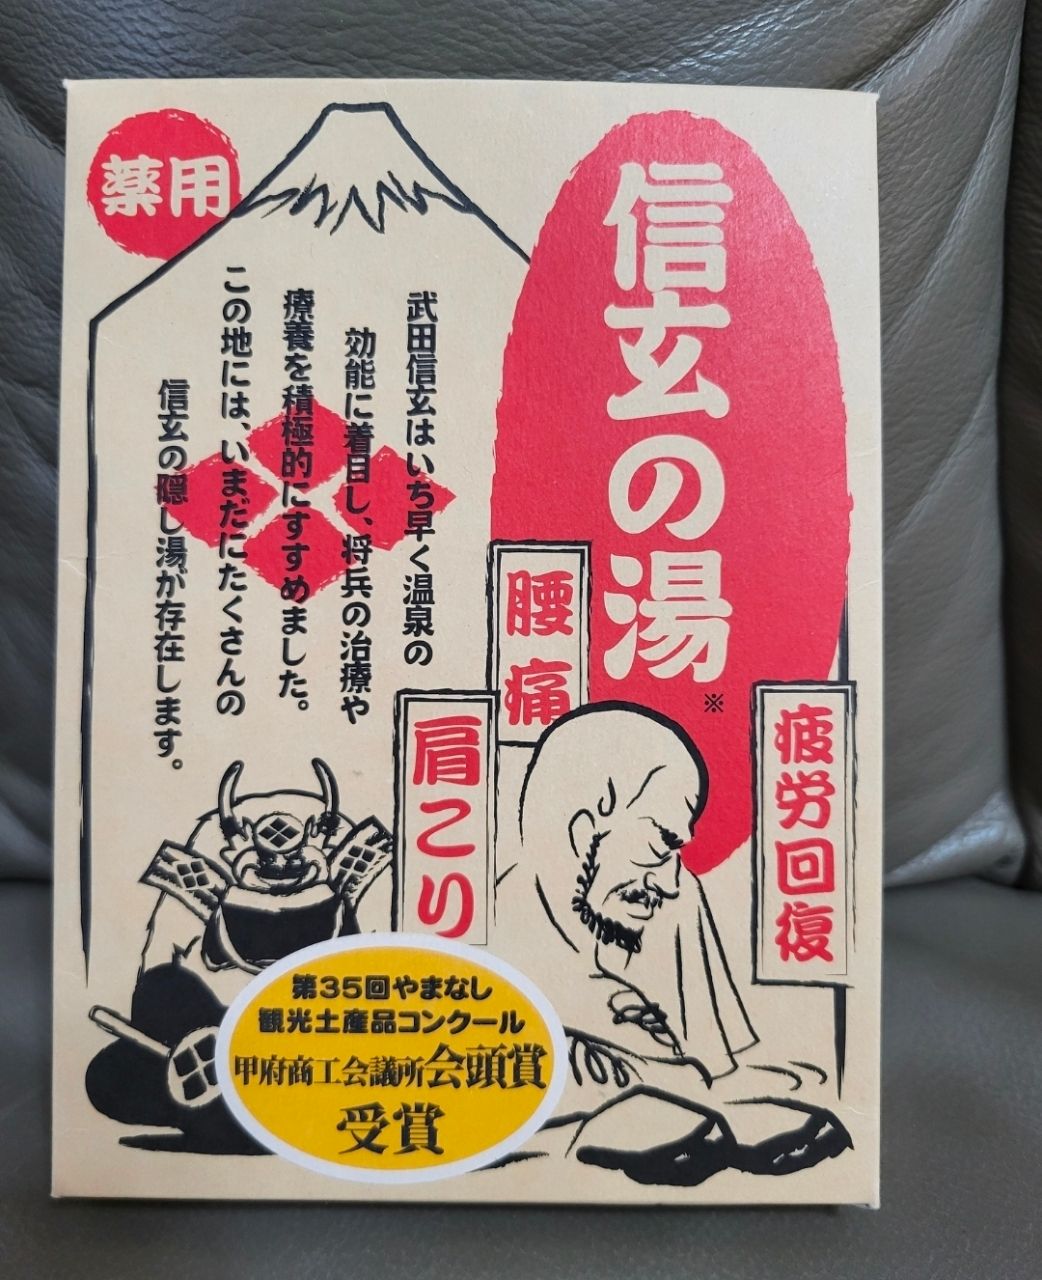 薬用
信玄の湯
※
武田信玄はいち早く温泉の
効能に着目し、将兵の治療や
療養を積極的にすすめました。
この地には、いまだにたくさんの
信玄の隠し湯が存在します。
腰痛
肩こり
疲労回復
第35回やまなし
観光土産品コンクール
甲府商工会議所会頭賞
受賞